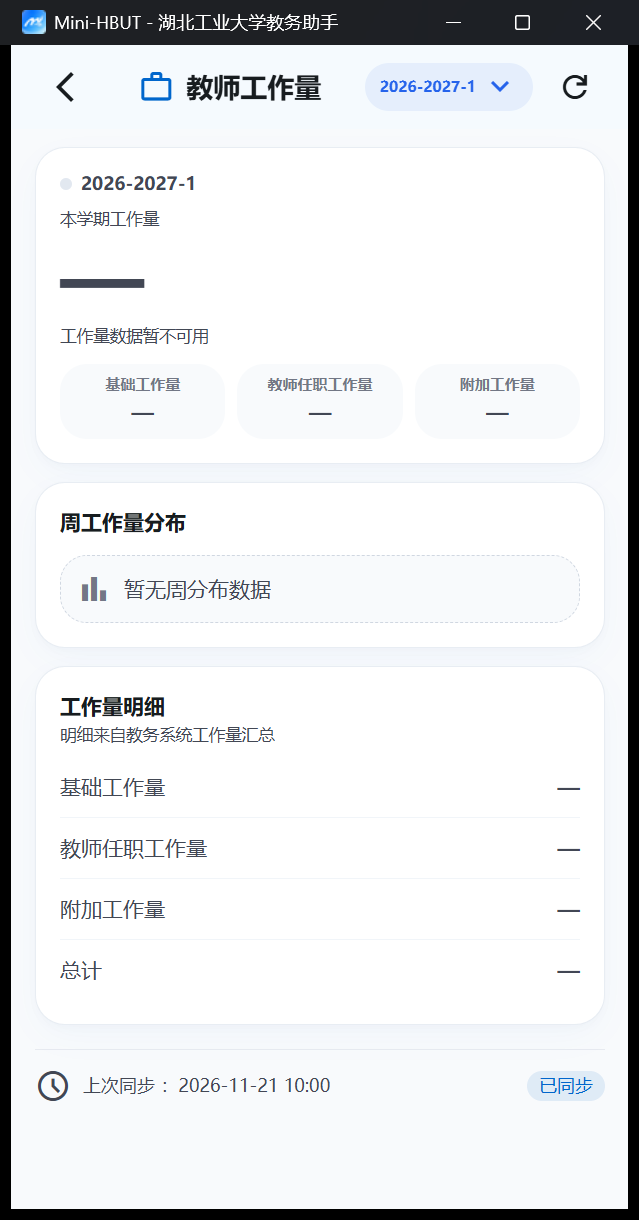 Mini-HBUT - 湖北工业大学教务助手
教师工作量
2026-2027-1
2026-2027-1
本学期工作量
——
工作量数据暂不可用
基础工作量
教师任职工作量
附加工作量
—
—
—
周工作量分布
暂无周分布数据
工作量明细
明细来自教务系统工作量汇总
基础工作量 —
教师任职工作量 —
附加工作量 —
总计 —
上次同步： 2026-11-21 10:00
已同步